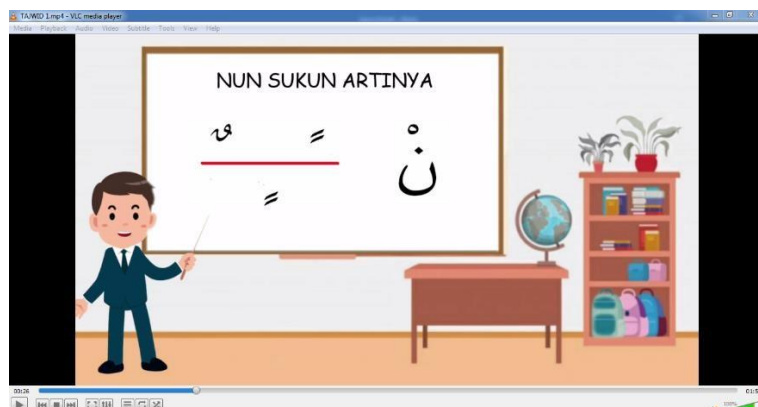 TAJWID 1.mp4 - VLC media player
Media Playback Audio Video Subtitle Tools View Help
NUN SUKUN ARTINYA
نْ ـً ـٌ
ـٍ
00:26